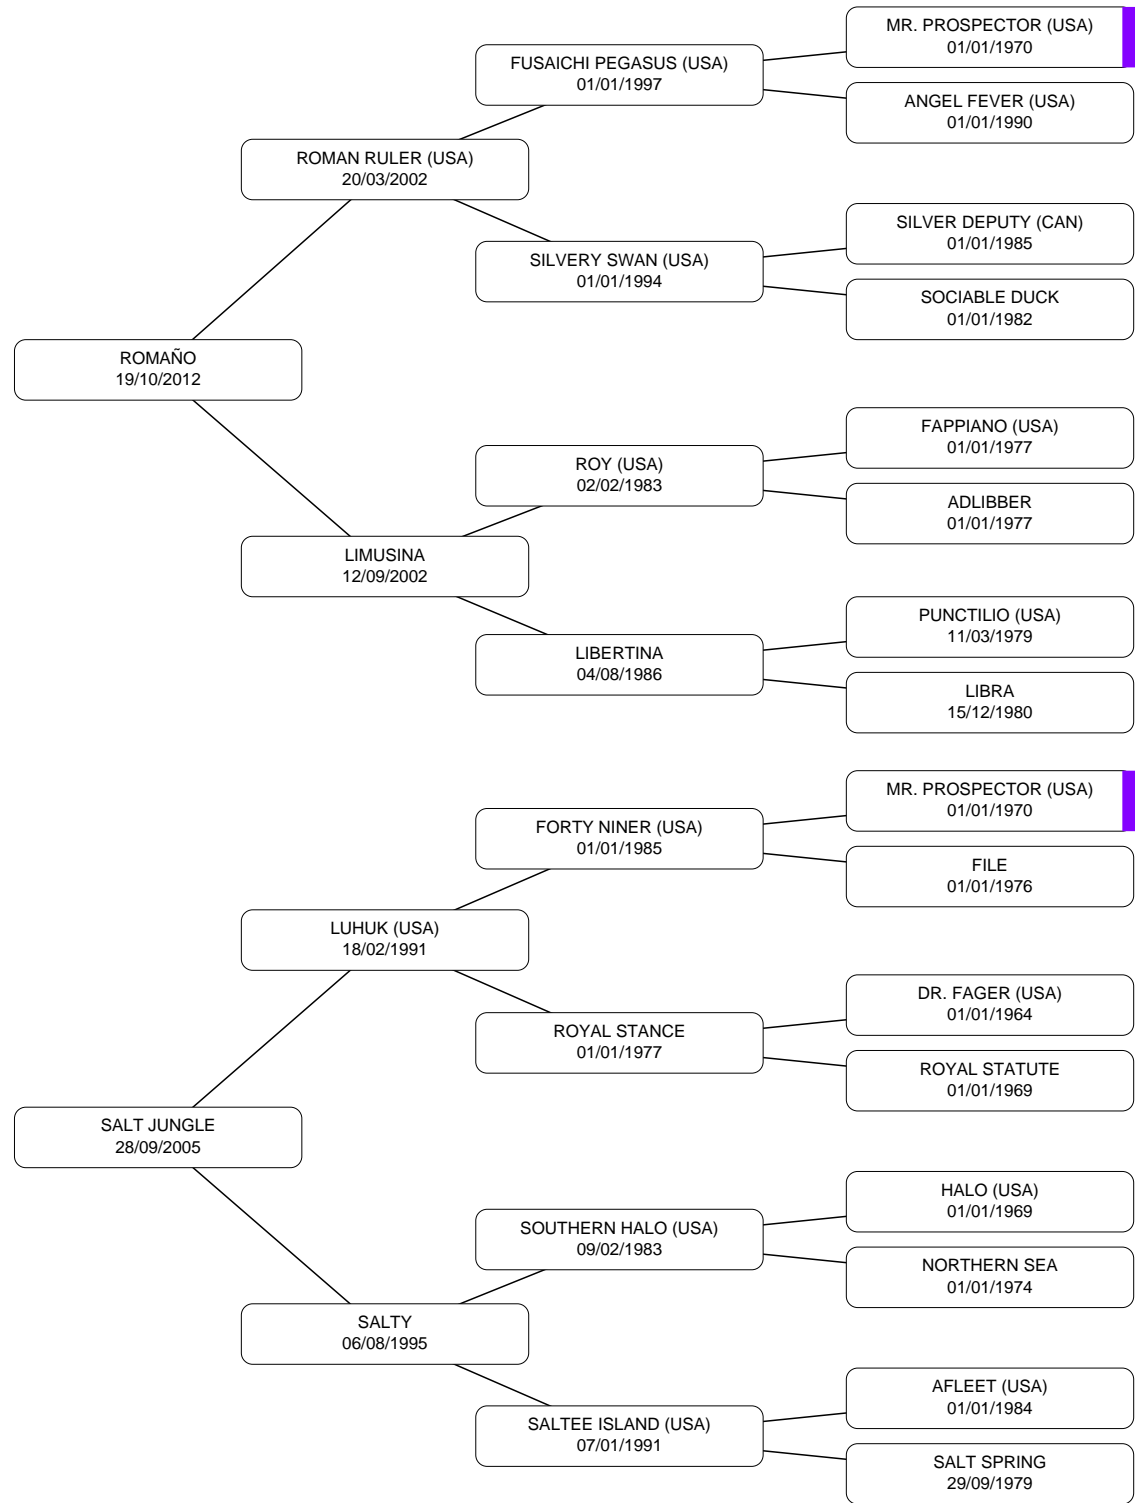 MR. PROSPECTOR (USA)
01/01/1970
FUSAICHI PEGASUS (USA)
01/01/1997
ANGEL FEVER (USA)
01/01/1990
ROMAN RULER (USA)
20/03/2002
SILVER DEPUTY (CAN)
01/01/1985
SILVERY SWAN (USA)
01/01/1994
SOCIABLE DUCK
01/01/1982
ROMAÑO
19/10/2012
FAPPIANO (USA)
01/01/1977
ROY (USA)
02/02/1983
ADLIBBER
01/01/1977
LIMUSINA
12/09/2002
PUNCTILIO (USA)
11/03/1979
LIBERTINA
04/08/1986
LIBRA
15/12/1980
MR. PROSPECTOR (USA)
01/01/1970
FORTY NINER (USA)
01/01/1985
FILE
01/01/1976
LUHUK (USA)
18/02/1991
DR. FAGER (USA)
01/01/1964
ROYAL STANCE
01/01/1977
ROYAL STATUTE
01/01/1969
SALT JUNGLE
28/09/2005
HALO (USA)
01/01/1969
SOUTHERN HALO (USA)
09/02/1983
NORTHERN SEA
01/01/1974
SALTY
06/08/1995
AFLEET (USA)
01/01/1984
SALTEE ISLAND (USA)
07/01/1991
SALT SPRING
29/09/1979